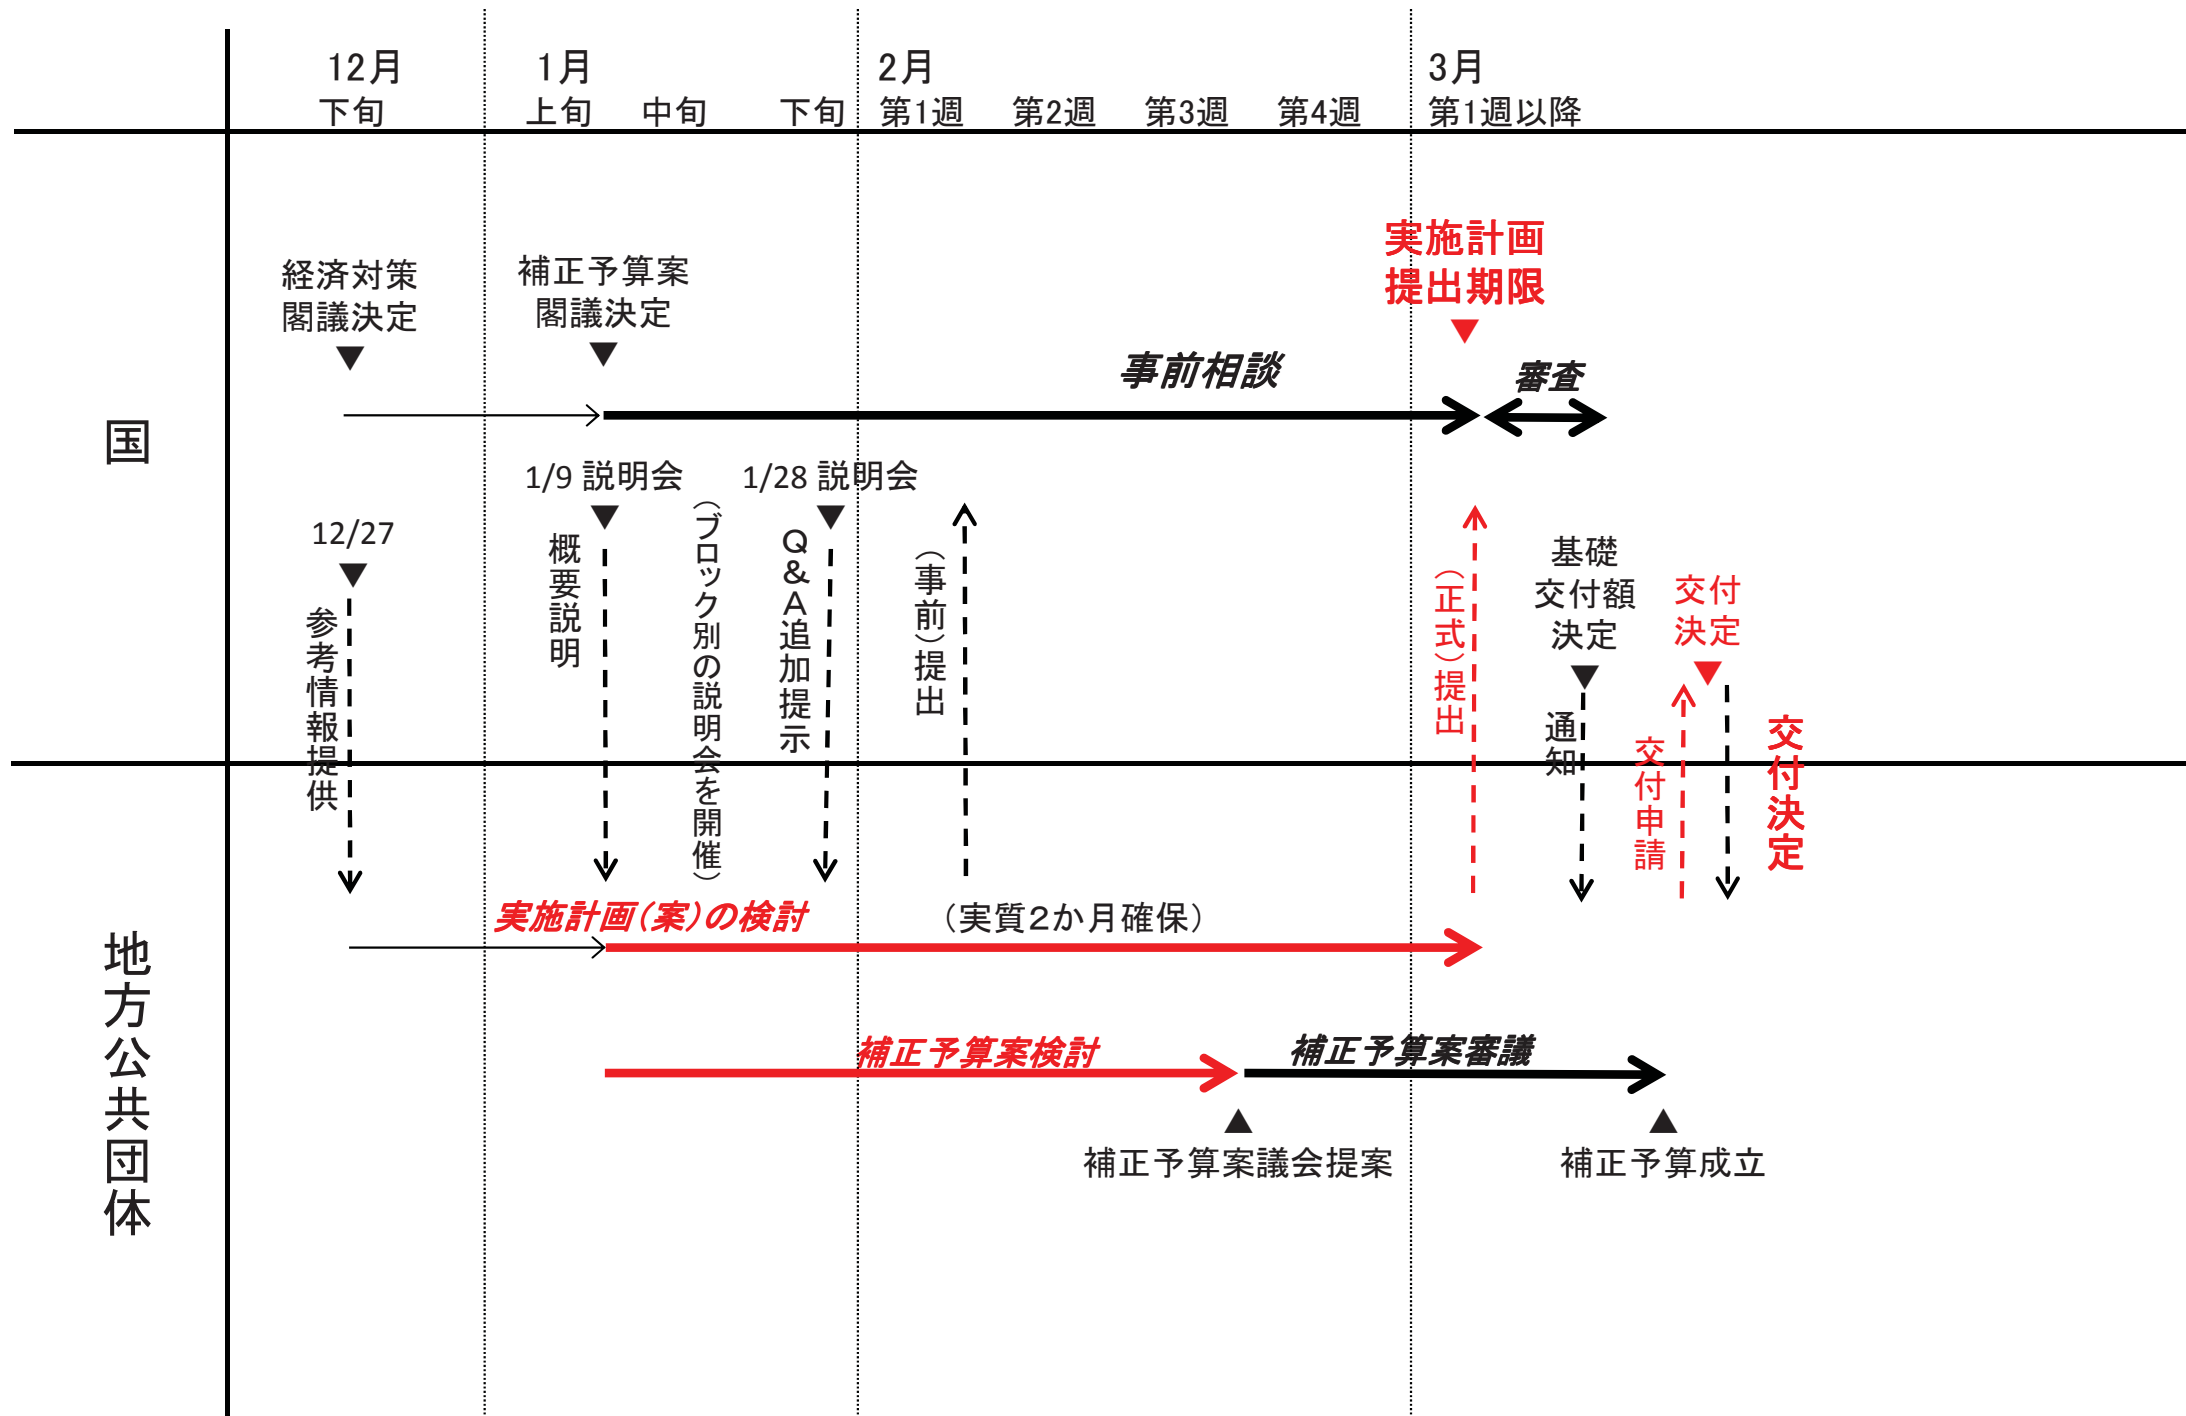 12月
下旬
1月
上旬
中旬
下旬
2月
第1週
第2週
第3週
第4週
3月
第1週以降
国
経済対策
閣議決定
▼
補正予算案
閣議決定
▼
実施計画
提出期限
▼
事前相談
審査
12/27
▼
参考情報提供
1/9 説明会
▼
概要説明
（ブロック別の説明会を開催）
1/28 説明会
▼
Q&A追加提示
（事前）提出
（正式）提出
基礎
交付額
決定
▼
通知
交付
決定
▼
交付申請
交付決定
地方公共団体
実施計画（案）の検討
（実質２か月確保）
補正予算案検討
補正予算案審議
▲
補正予算案議会提案
▲
補正予算成立